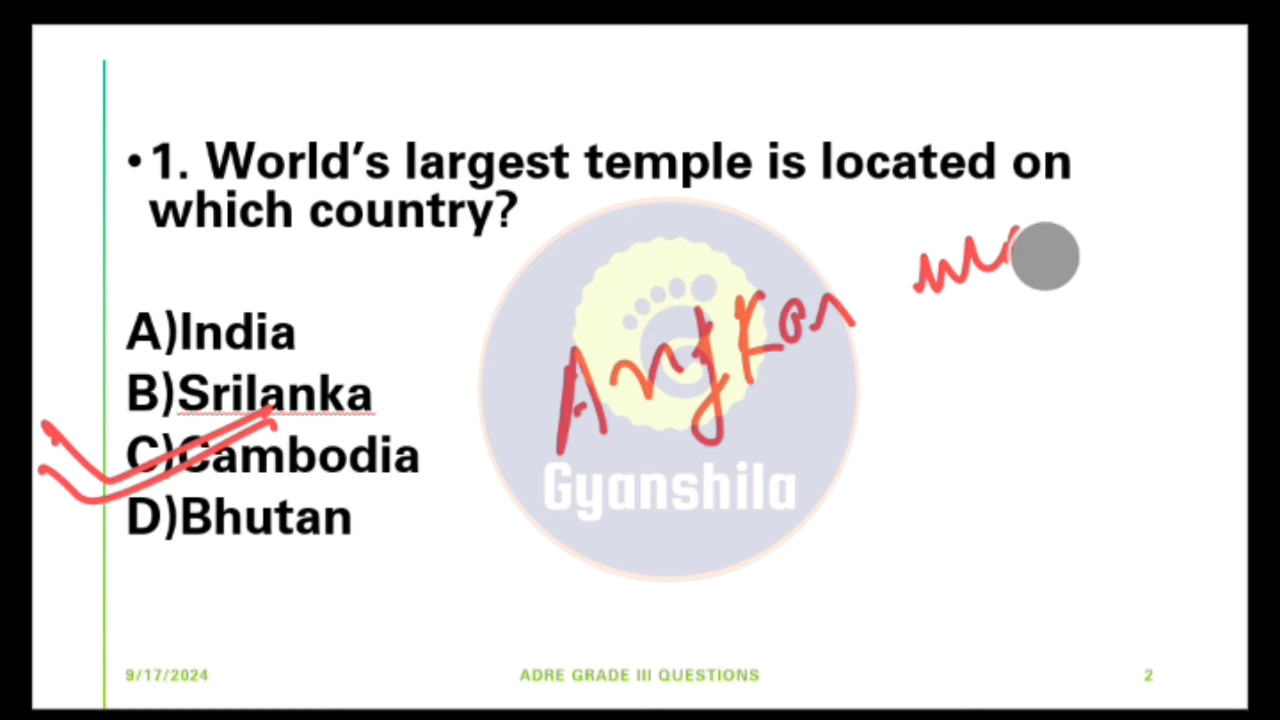 • 1. World's largest temple is located on
which country?
A)India
B)Srilanka
C)Cambodia
D)Bhutan
Angkor
Gyanshila
9/17/2024 ADRE GRADE III QUESTIONS 2